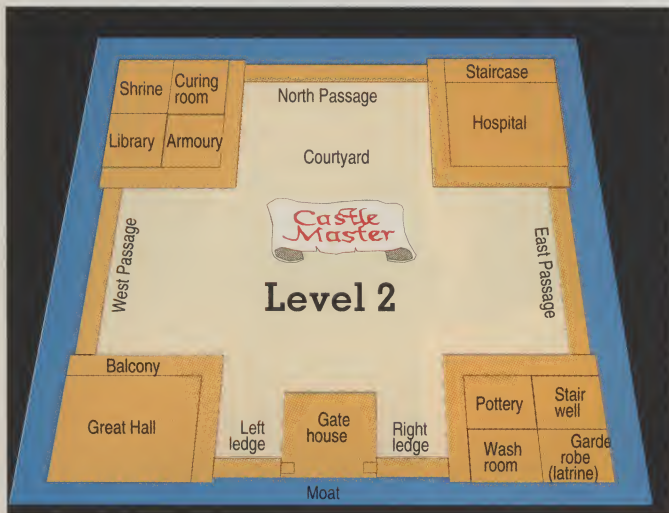 Shrine
Curing
room
Library
Armoury
North Passage
Courtyard
Staircase
Hospital
Castle
Master
Level 2
West Passage
East Passage
Balcony
Great Hall
Left
ledge
Gate
house
Right
ledge
Pottery
Stair
well
Wash
room
Garde
robe
(latrine)
Moat